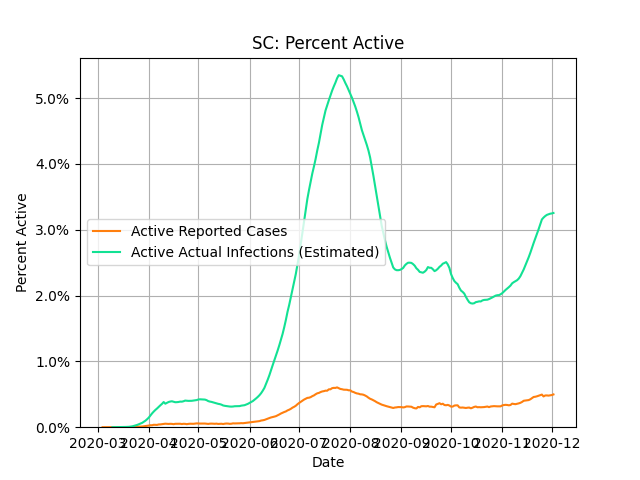 SC: Percent Active
Percent Active
5.0%
4.0%
3.0%
2.0%
1.0%
0.0%
Active Reported Cases
Active Actual Infections (Estimated)
2020-03 2020-04 2020-05 2020-06 2020-07 2020-08 2020-09 2020-10 2020-11 2020-12
Date